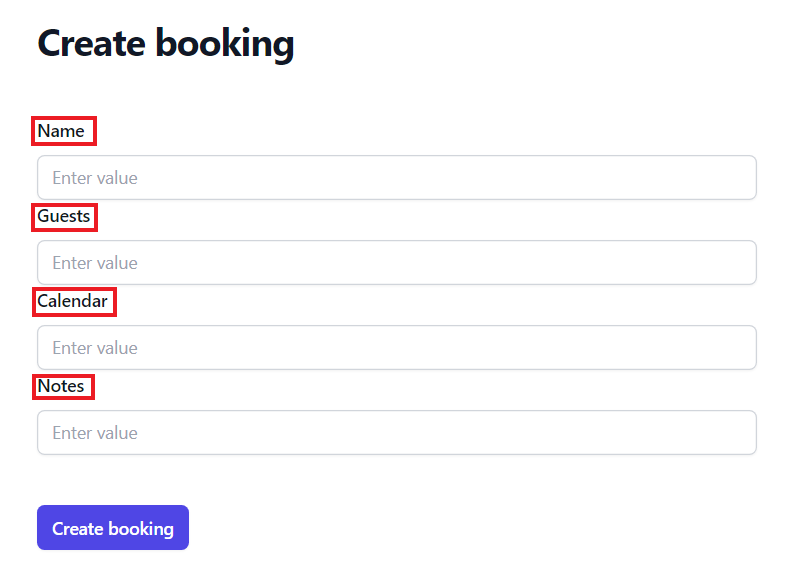 Create booking
Name
Enter value
Guests
Enter value
Calendar
Enter value
Notes
Enter value
Create booking